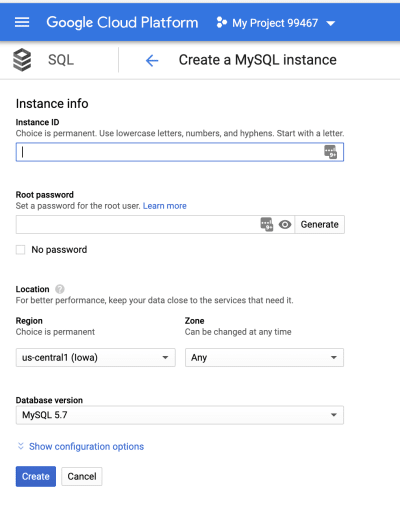 Google Cloud Platform My Project 99467
SQL Create a MySQL instance
Instance info
Instance ID
Choice is permanent. Use lowercase letters, numbers, and hyphens. Start with a letter.
Root password
Set a password for the root user. Learn more
Generate
No password
Location ?
For better performance, keep your data close to the services that need it.
Region Zone
Choice is permanent Can be changed at any time
us-central1 (Iowa) Any
Database version
MySQL 5.7
Show configuration options
Create Cancel